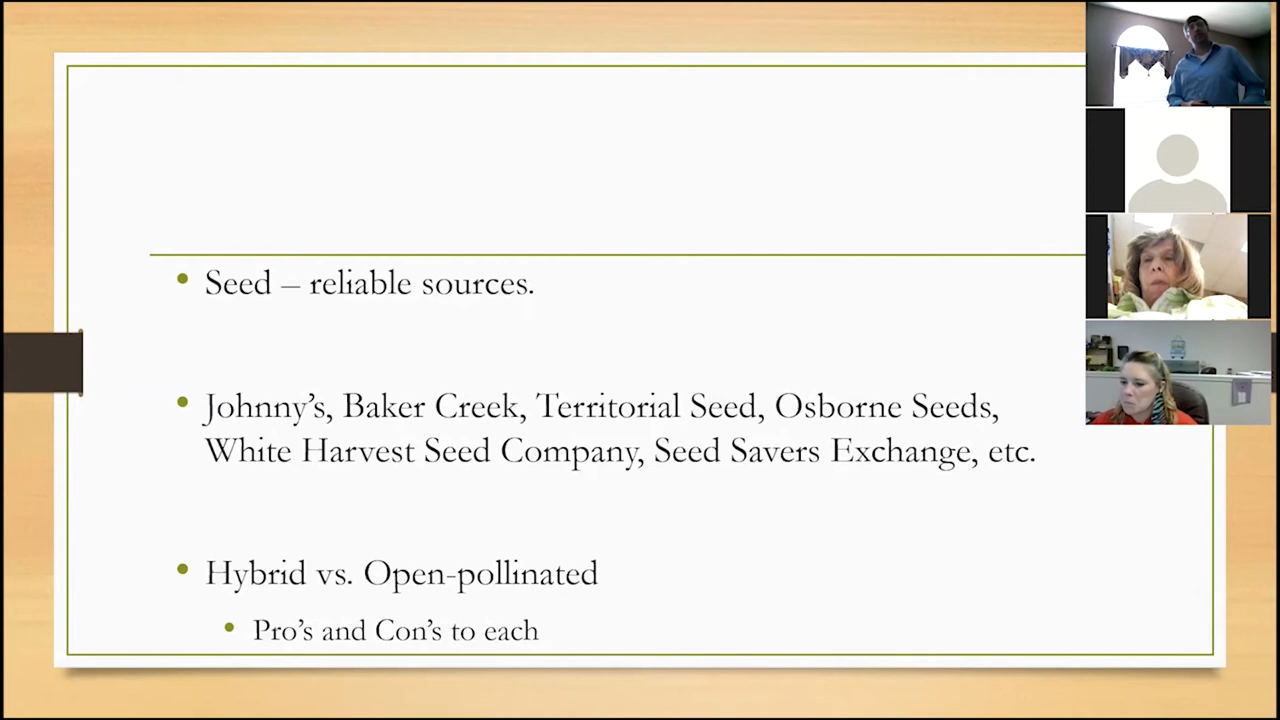 Seed – reliable sources.
Johnny’s, Baker Creek, Territorial Seed, Osborne Seeds,
White Harvest Seed Company, Seed Savers Exchange, etc.
Hybrid vs. Open-pollinated
Pro’s and Con’s to each